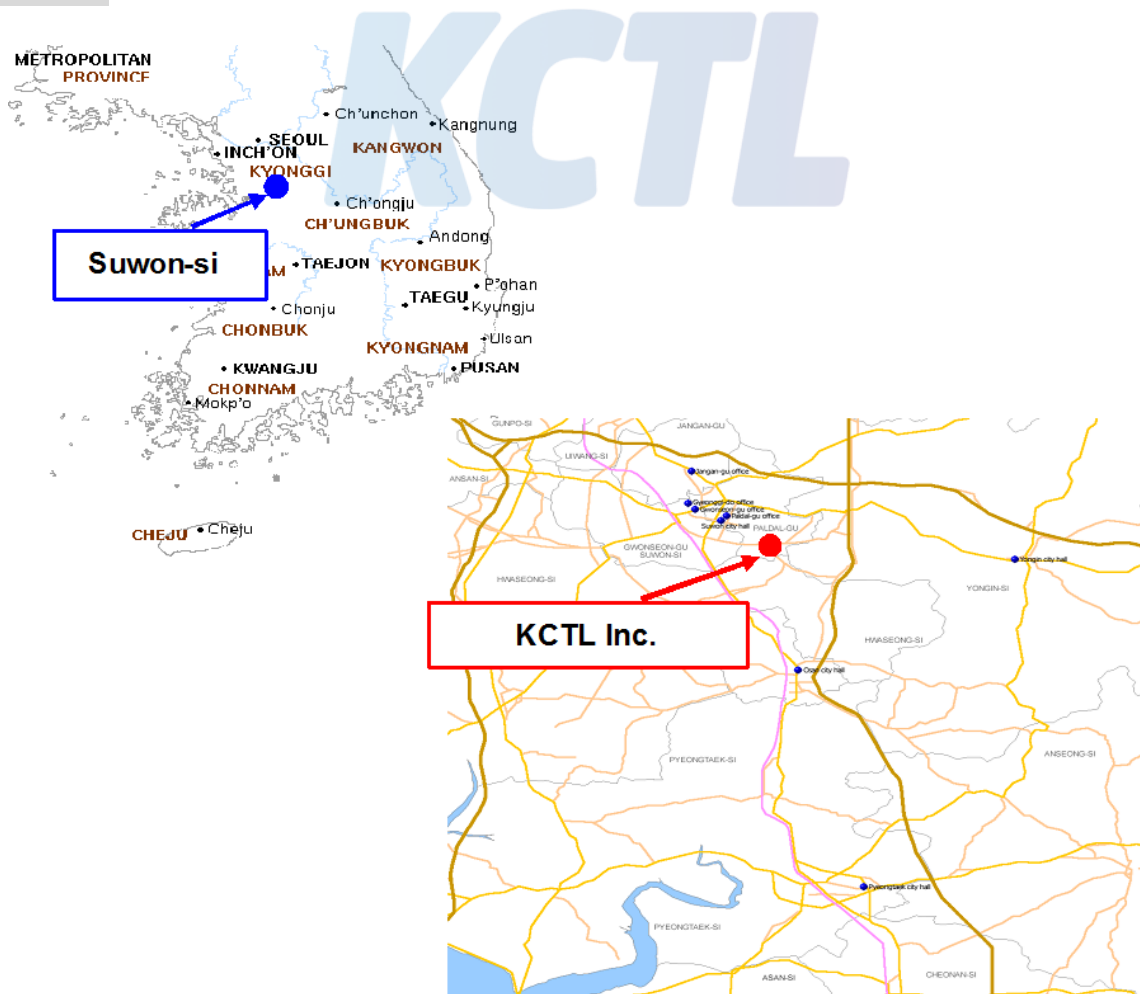 KCTL
METROPOLITAN
PROVINCE
Ch'unchon
Kangnung
SEOUL
KANGWON
INCH'ON
KYONGGI
Ch'ongju
CH'UNGBUK
Andong
Suwon-si
AM
TAEJON
KYONGBUK
P'ohan
TAEGU
Kyungju
Chonju
CHONBUK
Ulsan
KYONGNAM
KWANGJU
PUSAN
CHONNAM
Mokp'o
CHEJU
Cheju
GUNPO-SI
JANGAN-GU
UIWANG-SI
Jangan-gu office
ANSAN-SI
Gyeonggi-do office
Gwonseon-gu office
Paldal-gu office
Suwon city hall
PALDAL-GU
GWONSEON-GU
SUWON-SI
Yongin city hall
HWASEONG-SI
YONGIN-SI
KCTL Inc.
HWASEONG-SI
Osan city hall
PYEONGTAEK-SI
ANSEONG-SI
Pyeongtaek city hall
PYEONGTAEK-SI
ASAN-SI
CHEONAN-SI